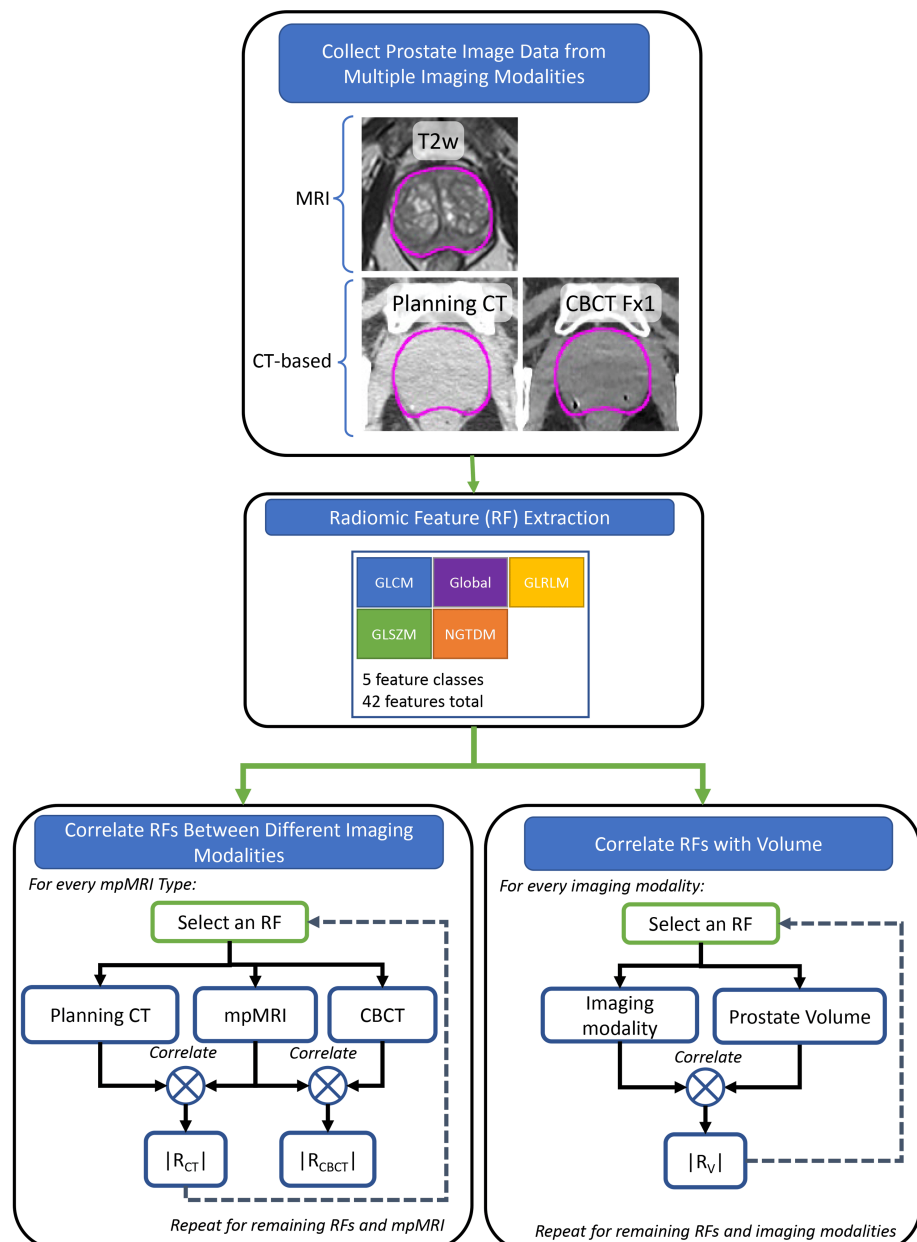 Collect Prostate Image Data from
Multiple Imaging Modalities
T2w
MRI
Planning CT
CBCT Fx1
CT-based
Radiomic Feature (RF) Extraction
GLCM
Global
GLRLM
GLSZM
NGTDM
5 feature classes
42 features total
Correlate RFs Between Different Imaging
Modalities
For every mpMRI Type:
Select an RF
Planning CT
mpMRI
CBCT
Correlate
Correlate
|R_CT|
|R_CBCT|
Repeat for remaining RFs and mpMRI
Correlate RFs with Volume
For every imaging modality:
Select an RF
Imaging
modality
Prostate Volume
Correlate
|R_V|
Repeat for remaining RFs and imaging modalities